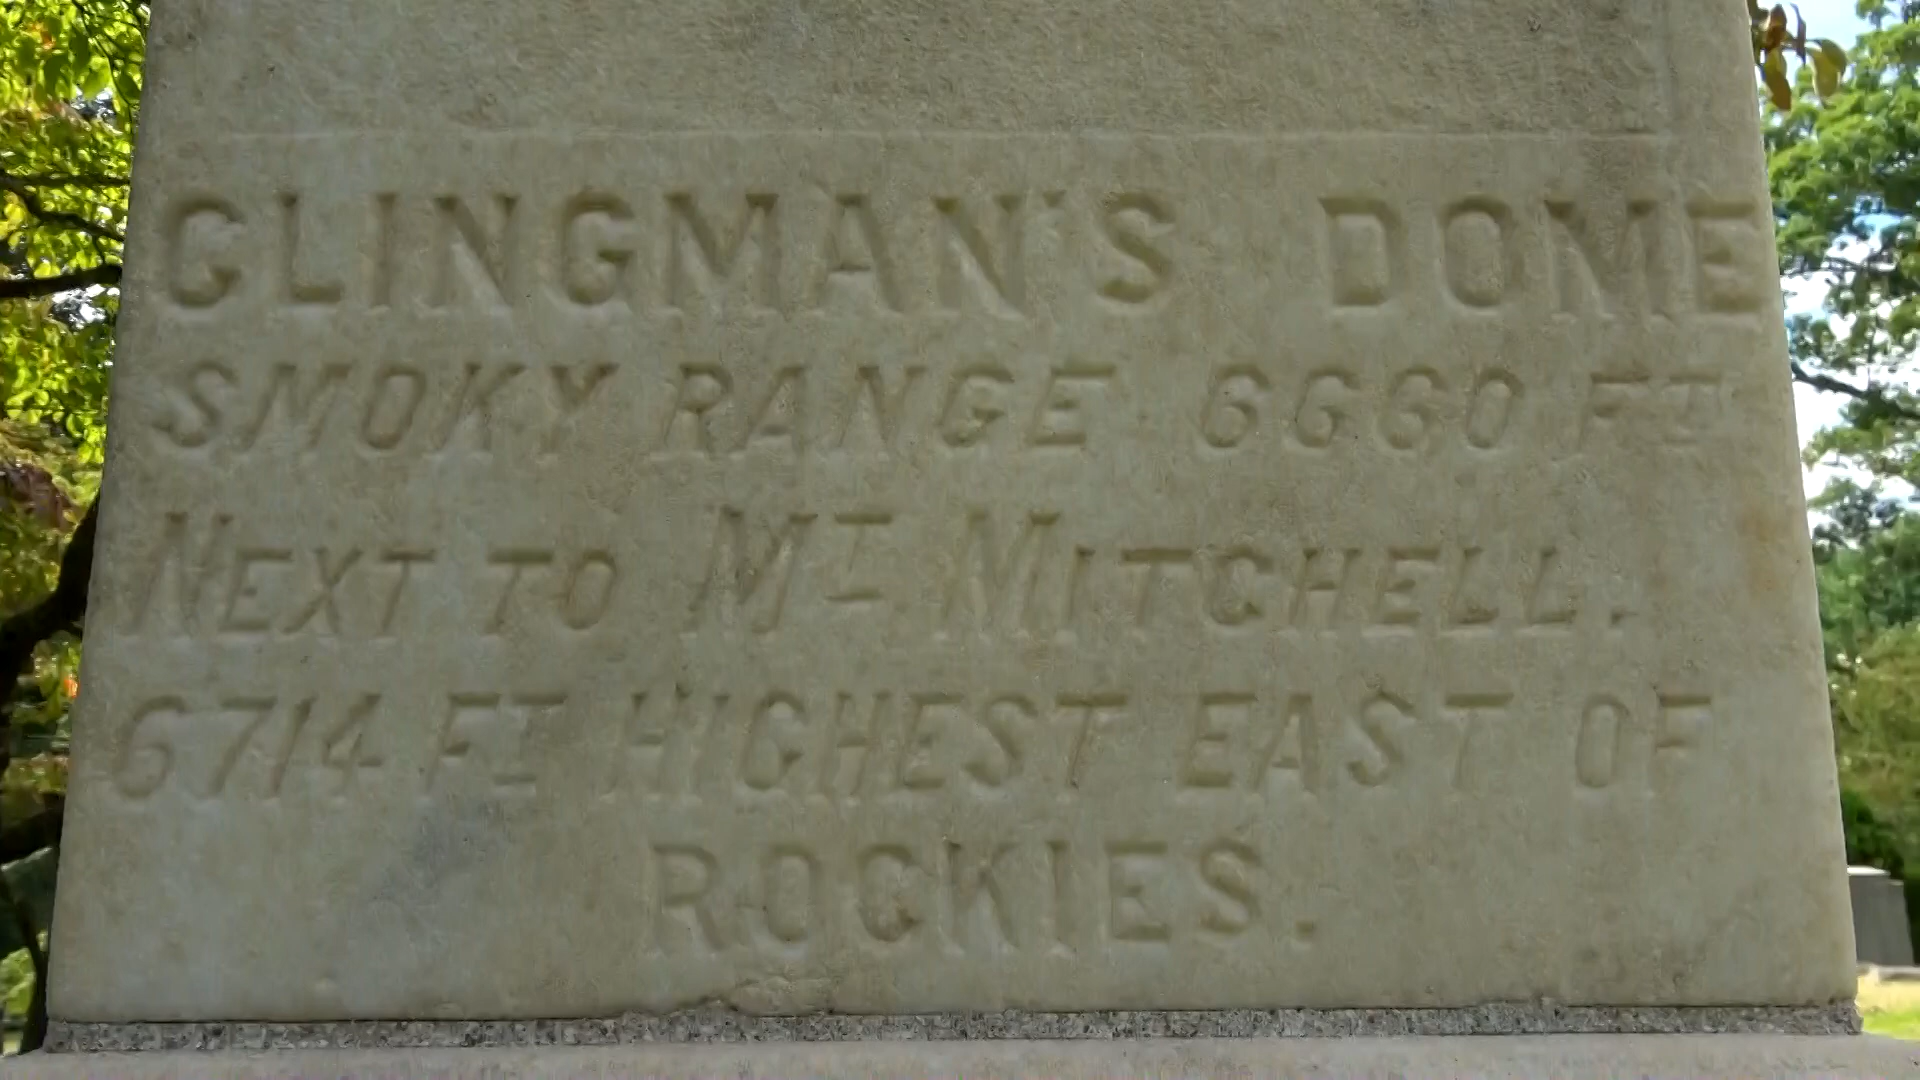 CLINGMAN'S DOME
SMOKY RANGE 6660 FT
NEXT TO MT MITCHELL.
6714 FT HIGHEST EAST OF
ROCKIES.